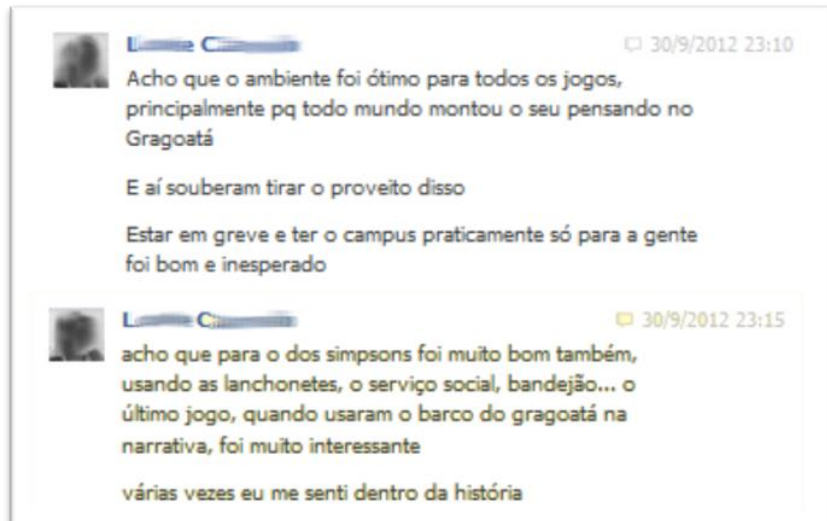 30/9/2012 23:10
Acho que o ambiente foi ótimo para todos os jogos,
principalmente pq todo mundo montou o seu pensando no
Gragoatá
E aí souberam tirar o proveito disso
Estar em greve e ter o campus praticamente só para a gente
foi bom e inesperado
30/9/2012 23:15
acho que para o dos simpsons foi muito bom também,
usando as lanchonetes, o serviço social, bandejão... o
último jogo, quando usaram o barco do gragoatá na
narrativa, foi muito interessante
várias vezes eu me senti dentro da história